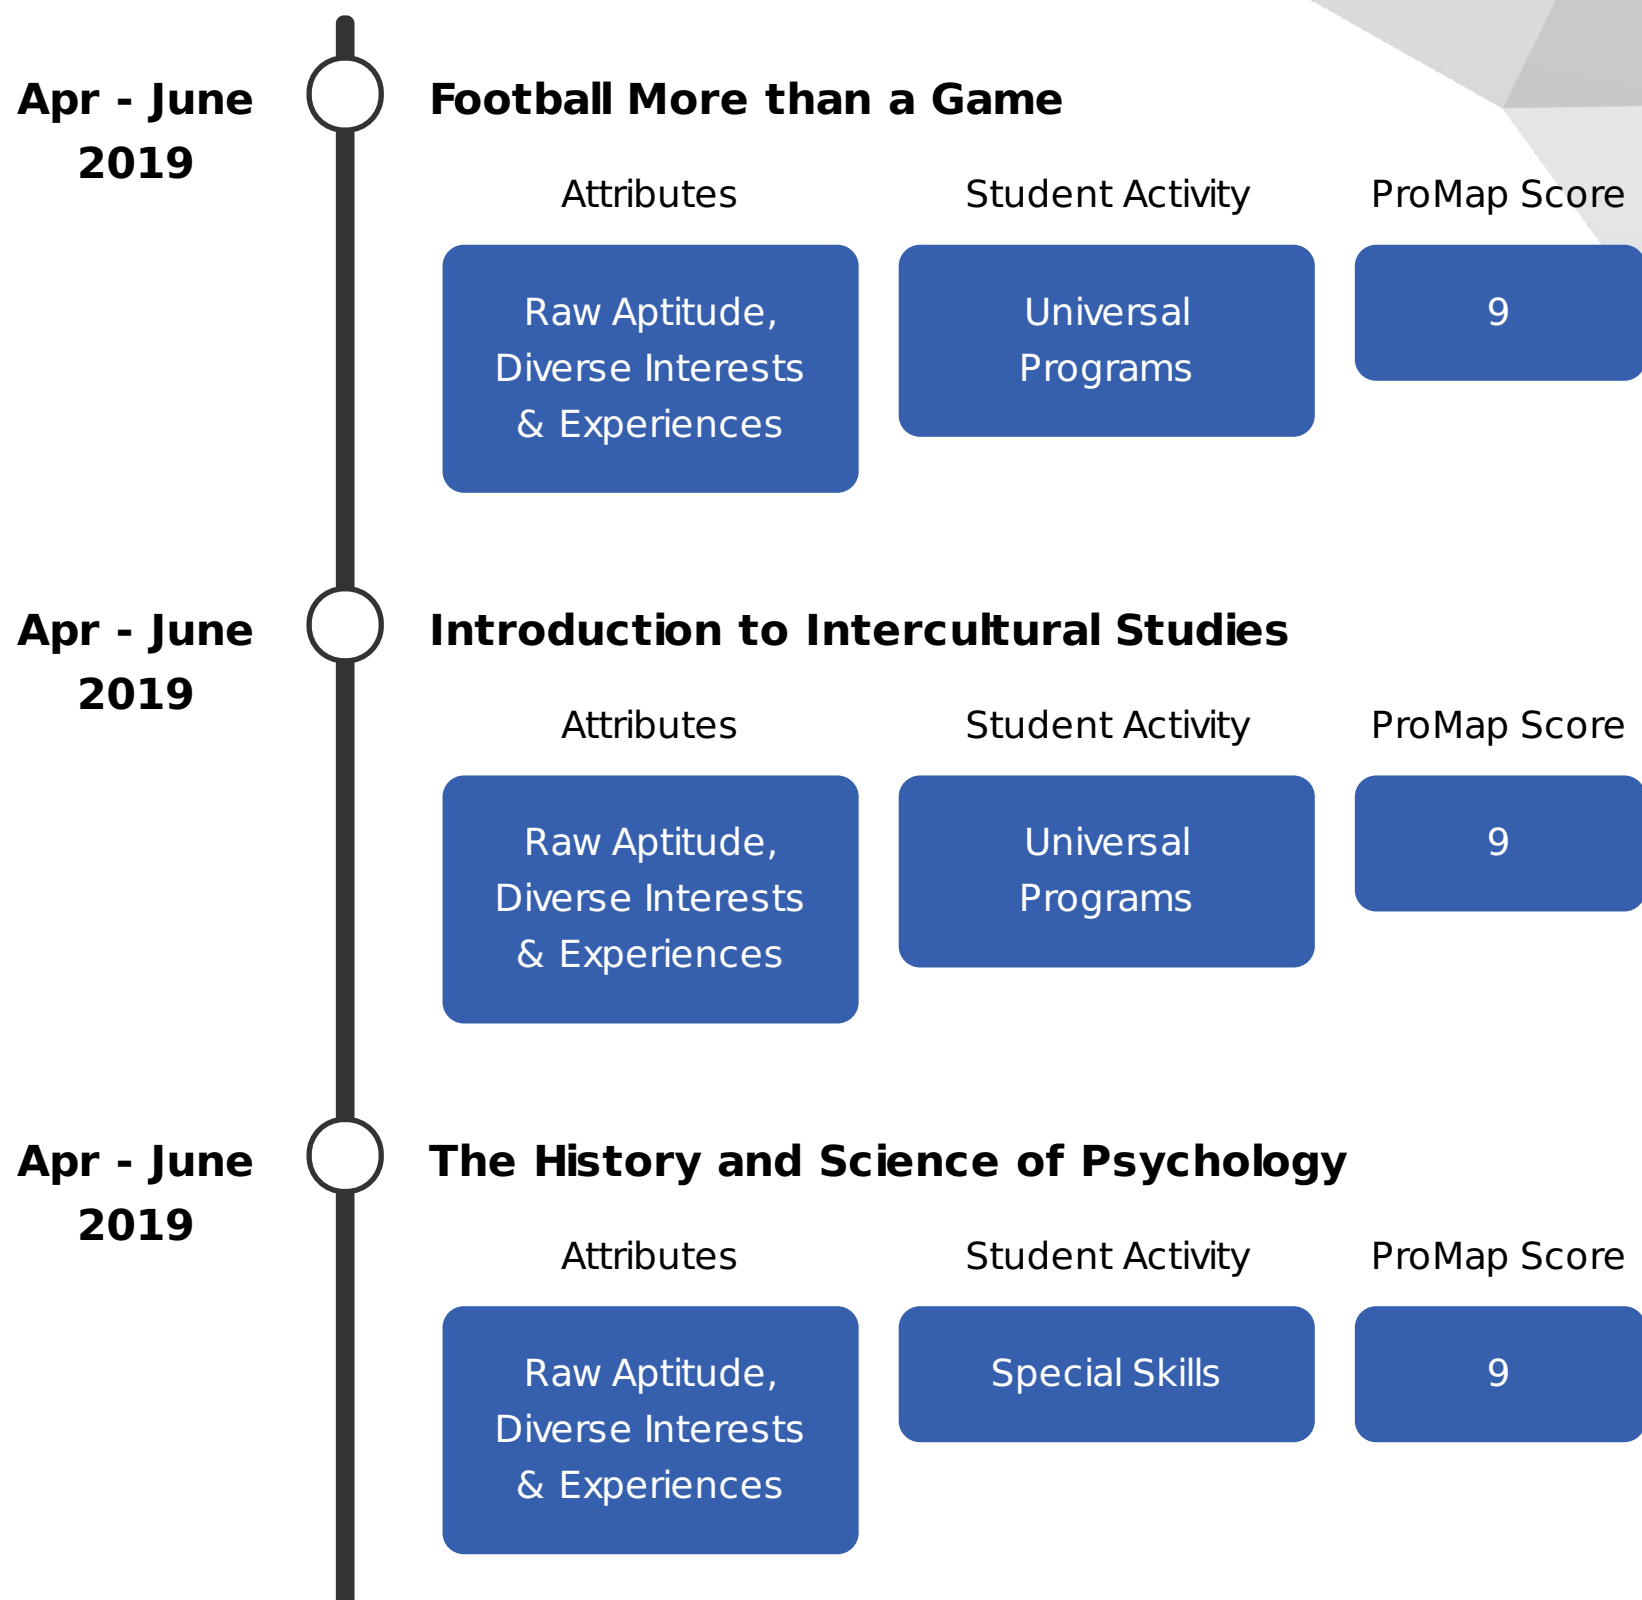 Apr - June
2019
Football More than a Game
Attributes
Student Activity
ProMap Score
Raw Aptitude,
Diverse Interests
& Experiences
Universal
Programs
9
Apr - June
2019
Introduction to Intercultural Studies
Attributes
Student Activity
ProMap Score
Raw Aptitude,
Diverse Interests
& Experiences
Universal
Programs
9
Apr - June
2019
The History and Science of Psychology
Attributes
Student Activity
ProMap Score
Raw Aptitude,
Diverse Interests
& Experiences
Special Skills
9